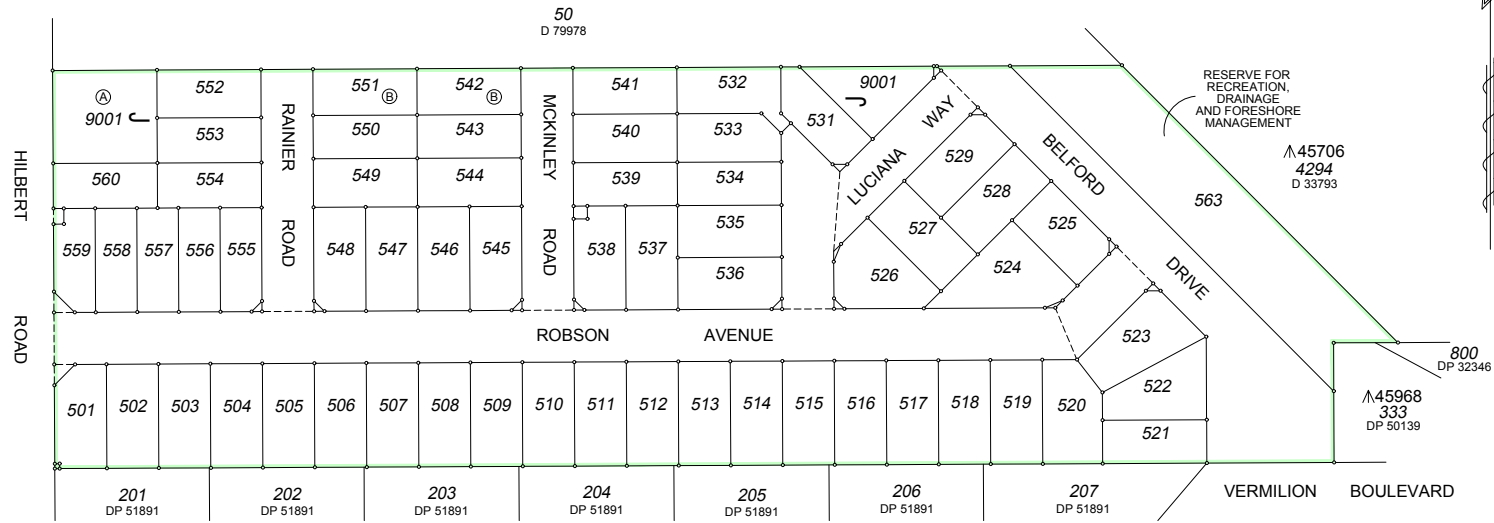 50
D 79978
552
551
B
542
B
541
532
9001
A
9001
RESERVE FOR
RECREATION,
DRAINAGE
AND FORESHORE
MANAGEMENT
RAINIER
ROAD
MCKINLEY
ROAD
LUCIANA WAY
BELFORD
DRIVE
553
550
543
540
533
531
45706
4294
D 33793
HILBERT
ROAD
560
554
549
544
539
534
529
528
563
559
558
557
556
555
548
547
546
545
538
537
535
536
527
526
525
524
523
ROBSON AVENUE
800
DP 32346
501
502
503
504
505
506
507
508
509
510
511
512
513
514
515
516
517
518
519
520
522
521
45968
333
DP 50139
201
DP 51891
202
DP 51891
203
DP 51891
204
DP 51891
205
DP 51891
206
DP 51891
207
DP 51891
VERMILION BOULEVARD